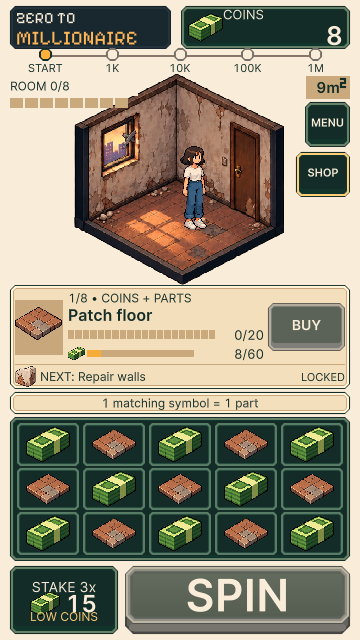 ZERO TO
MILLIONAIRE
COINS
8
START
1K
10K
100K
1M
ROOM 0/8
9m²
MENU
SHOP
1/8 • COINS + PARTS
Patch floor
0/20
8/60
BUY
NEXT: Repair walls
LOCKED
1 matching symbol = 1 part
STAKE 3x
15
LOW COINS
SPIN